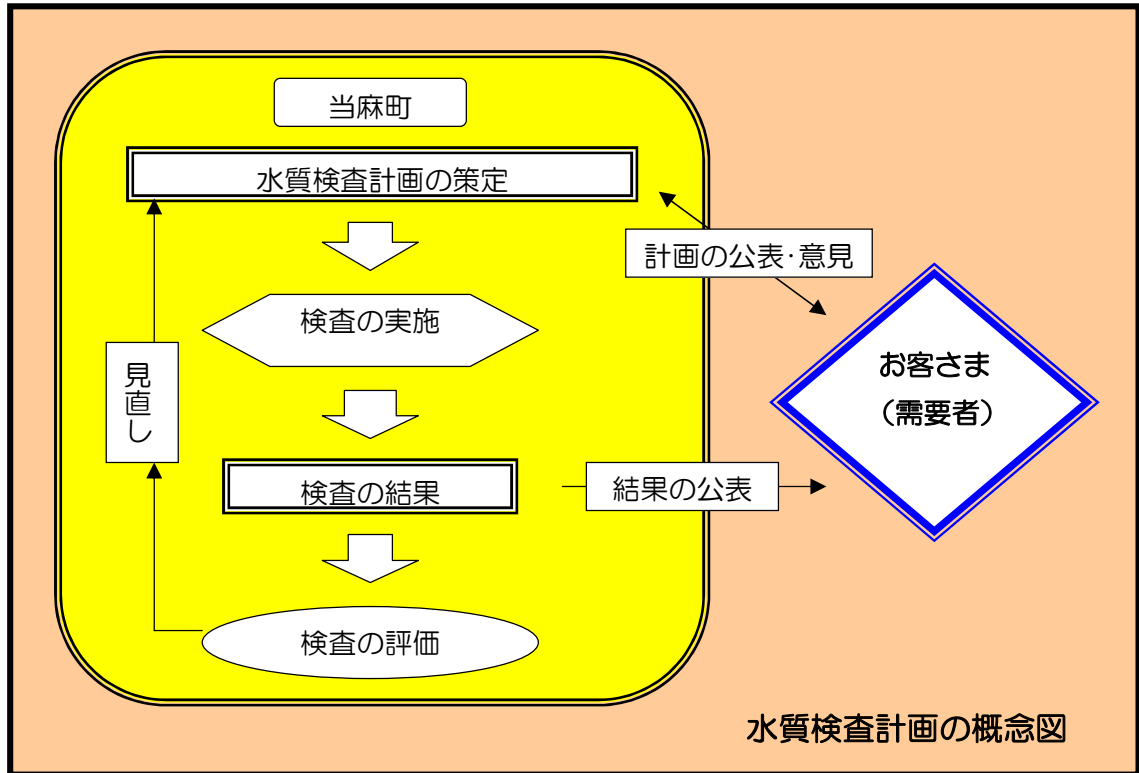 当麻町
水質検査計画の策定
計画の公表・意見
検査の実施
お客さま
（需要者）
見直し
検査の結果
結果の公表
検査の評価
水質検査計画の概念図